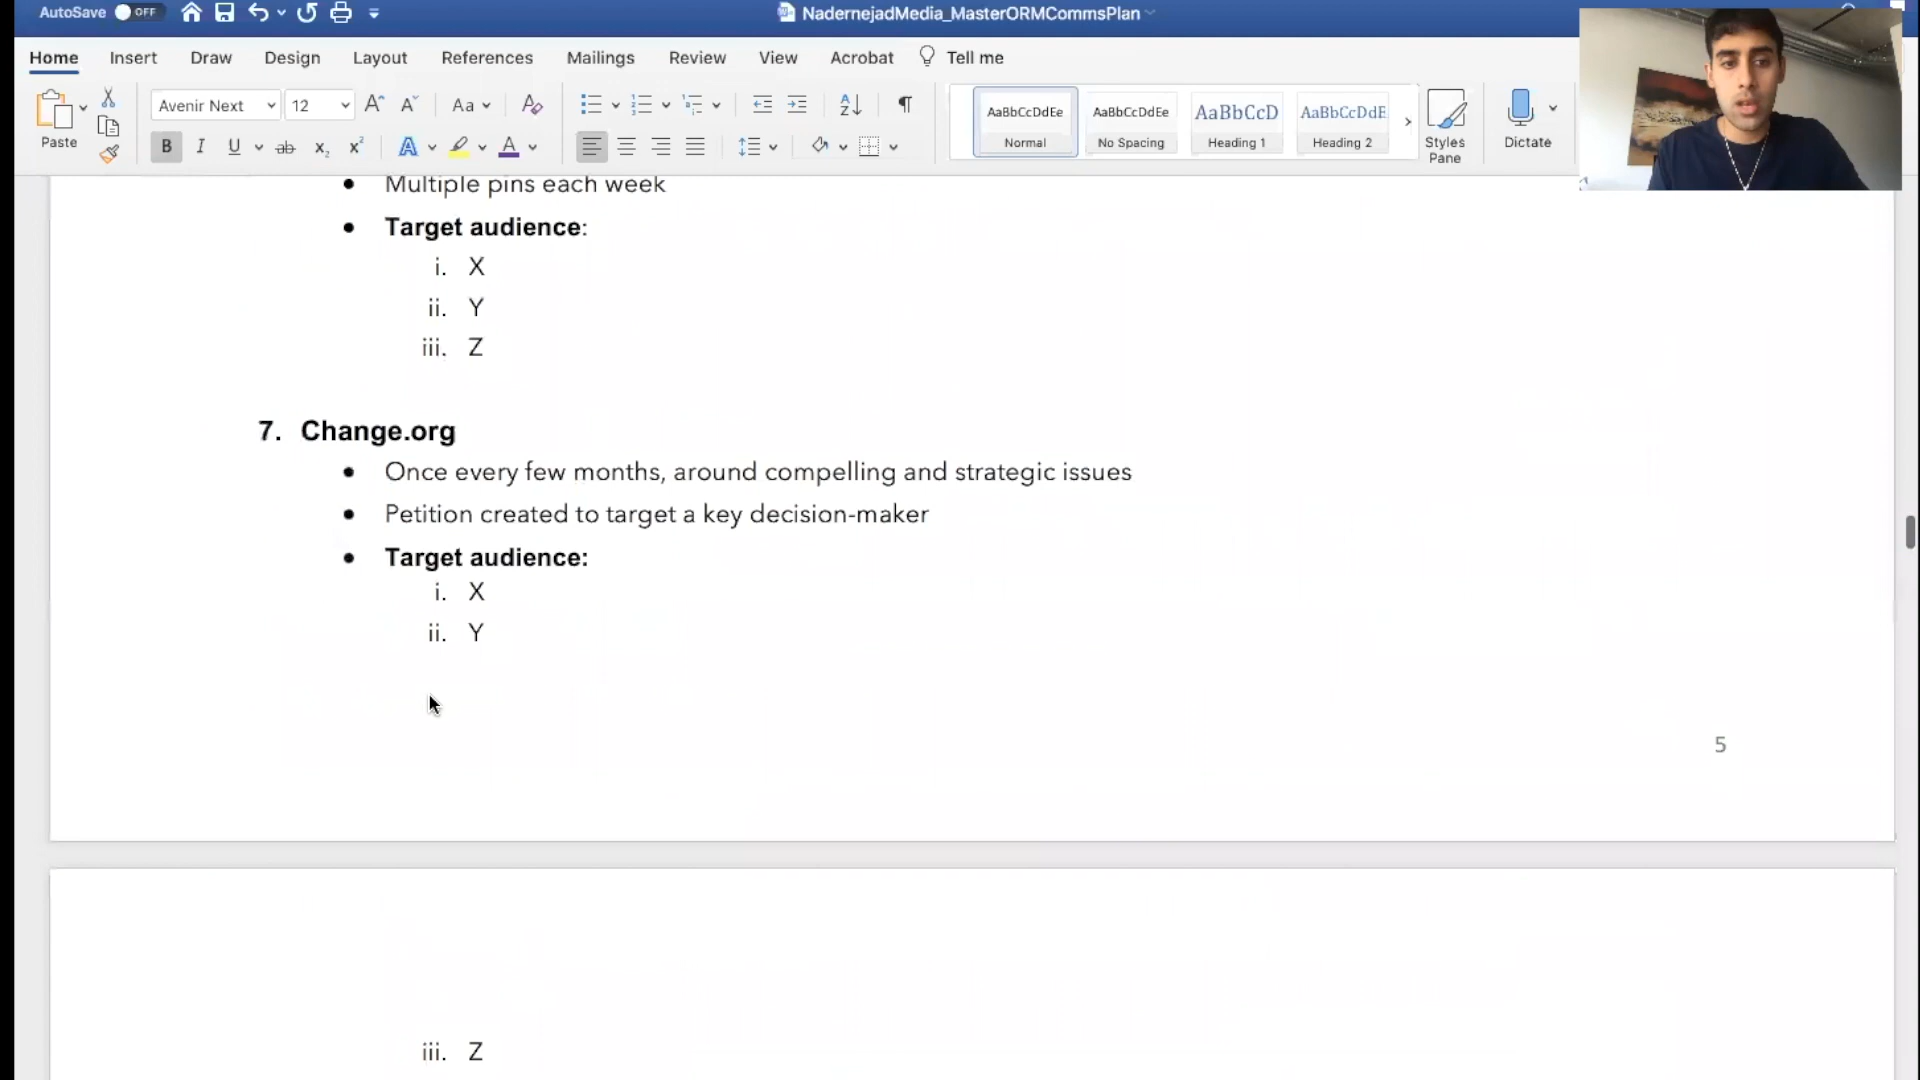 AutoSave OFF NadernejadMedia_MasterORMCommsPlan
Home Insert Draw Design Layout References Mailings Review View Acrobat Tell me
Paste Avenir Next 12 Aa AaBbCcDdEe Normal AaBbCcDdEe No Spacing AaBbCcD Heading 1 AaBbCcDdE Heading 2 Styles Pane Dictate
• Multiple pins each week
• Target audience:
i. X
ii. Y
iii. Z
7. Change.org
• Once every few months, around compelling and strategic issues
• Petition created to target a key decision-maker
• Target audience:
i. X
ii. Y
5
iii. Z